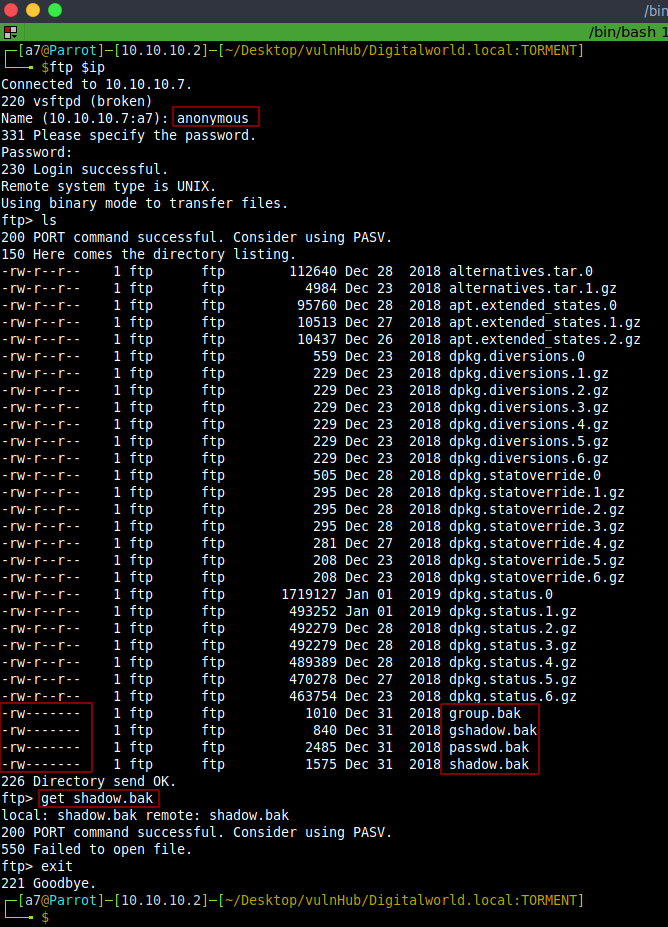 /bin
/bin/bash 1
┌─[a7@Parrot]─[10.10.10.2]─[~/Desktop/vulnHub/Digitalworld.local:TORMENT]
└──╼ $ftp $ip
Connected to 10.10.10.7.
220 vsftpd (broken)
Name (10.10.10.7:a7): anonymous
331 Please specify the password.
Password:
230 Login successful.
Remote system type is UNIX.
Using binary mode to transfer files.
ftp> ls
200 PORT command successful. Consider using PASV.
150 Here comes the directory listing.
-rw-r--r--    1 ftp      ftp        112640 Dec 28  2018 alternatives.tar.0
-rw-r--r--    1 ftp      ftp          4984 Dec 23  2018 alternatives.tar.1.gz
-rw-r--r--    1 ftp      ftp         95760 Dec 28  2018 apt.extended_states.0
-rw-r--r--    1 ftp      ftp         10513 Dec 27  2018 apt.extended_states.1.gz
-rw-r--r--    1 ftp      ftp         10437 Dec 26  2018 apt.extended_states.2.gz
-rw-r--r--    1 ftp      ftp           559 Dec 23  2018 dpkg.diversions.0
-rw-r--r--    1 ftp      ftp           229 Dec 23  2018 dpkg.diversions.1.gz
-rw-r--r--    1 ftp      ftp           229 Dec 23  2018 dpkg.diversions.2.gz
-rw-r--r--    1 ftp      ftp           229 Dec 23  2018 dpkg.diversions.3.gz
-rw-r--r--    1 ftp      ftp           229 Dec 23  2018 dpkg.diversions.4.gz
-rw-r--r--    1 ftp      ftp           229 Dec 23  2018 dpkg.diversions.5.gz
-rw-r--r--    1 ftp      ftp           229 Dec 23  2018 dpkg.diversions.6.gz
-rw-r--r--    1 ftp      ftp           505 Dec 28  2018 dpkg.statoverride.0
-rw-r--r--    1 ftp      ftp           295 Dec 28  2018 dpkg.statoverride.1.gz
-rw-r--r--    1 ftp      ftp           295 Dec 28  2018 dpkg.statoverride.2.gz
-rw-r--r--    1 ftp      ftp           295 Dec 28  2018 dpkg.statoverride.3.gz
-rw-r--r--    1 ftp      ftp           281 Dec 27  2018 dpkg.statoverride.4.gz
-rw-r--r--    1 ftp      ftp           208 Dec 23  2018 dpkg.statoverride.5.gz
-rw-r--r--    1 ftp      ftp           208 Dec 23  2018 dpkg.statoverride.6.gz
-rw-r--r--    1 ftp      ftp       1719127 Jan 01  2019 dpkg.status.0
-rw-r--r--    1 ftp      ftp        493252 Jan 01  2019 dpkg.status.1.gz
-rw-r--r--    1 ftp      ftp        492279 Dec 28  2018 dpkg.status.2.gz
-rw-r--r--    1 ftp      ftp        492279 Dec 28  2018 dpkg.status.3.gz
-rw-r--r--    1 ftp      ftp        489389 Dec 28  2018 dpkg.status.4.gz
-rw-r--r--    1 ftp      ftp        470278 Dec 27  2018 dpkg.status.5.gz
-rw-r--r--    1 ftp      ftp        463754 Dec 23  2018 dpkg.status.6.gz
-rw-------    1 ftp      ftp          1010 Dec 31  2018 group.bak
-rw-------    1 ftp      ftp           840 Dec 31  2018 gshadow.bak
-rw-------    1 ftp      ftp          2485 Dec 31  2018 passwd.bak
-rw-------    1 ftp      ftp          1575 Dec 31  2018 shadow.bak
226 Directory send OK.
ftp> get shadow.bak
local: shadow.bak remote: shadow.bak
200 PORT command successful. Consider using PASV.
550 Failed to open file.
ftp> exit
221 Goodbye.
┌─[a7@Parrot]─[10.10.10.2]─[~/Desktop/vulnHub/Digitalworld.local:TORMENT]
└──╼ $